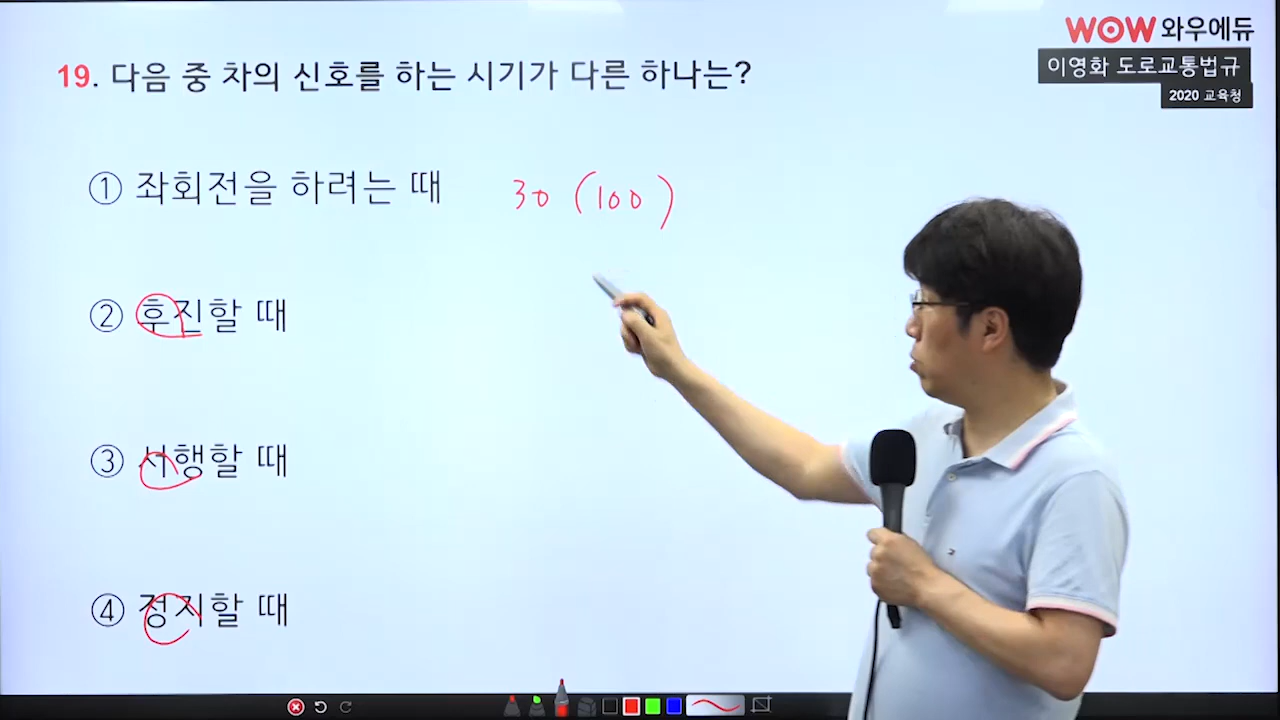 WOW 와우에듀
이영화 도로교통법규
2020 교육청
19. 다음 중 차의 신호를 하는 시기가 다른 하나는?
① 좌회전을 하려는 때 30 (100)
② 후진할 때
③ 서행할 때
④ 정지할 때